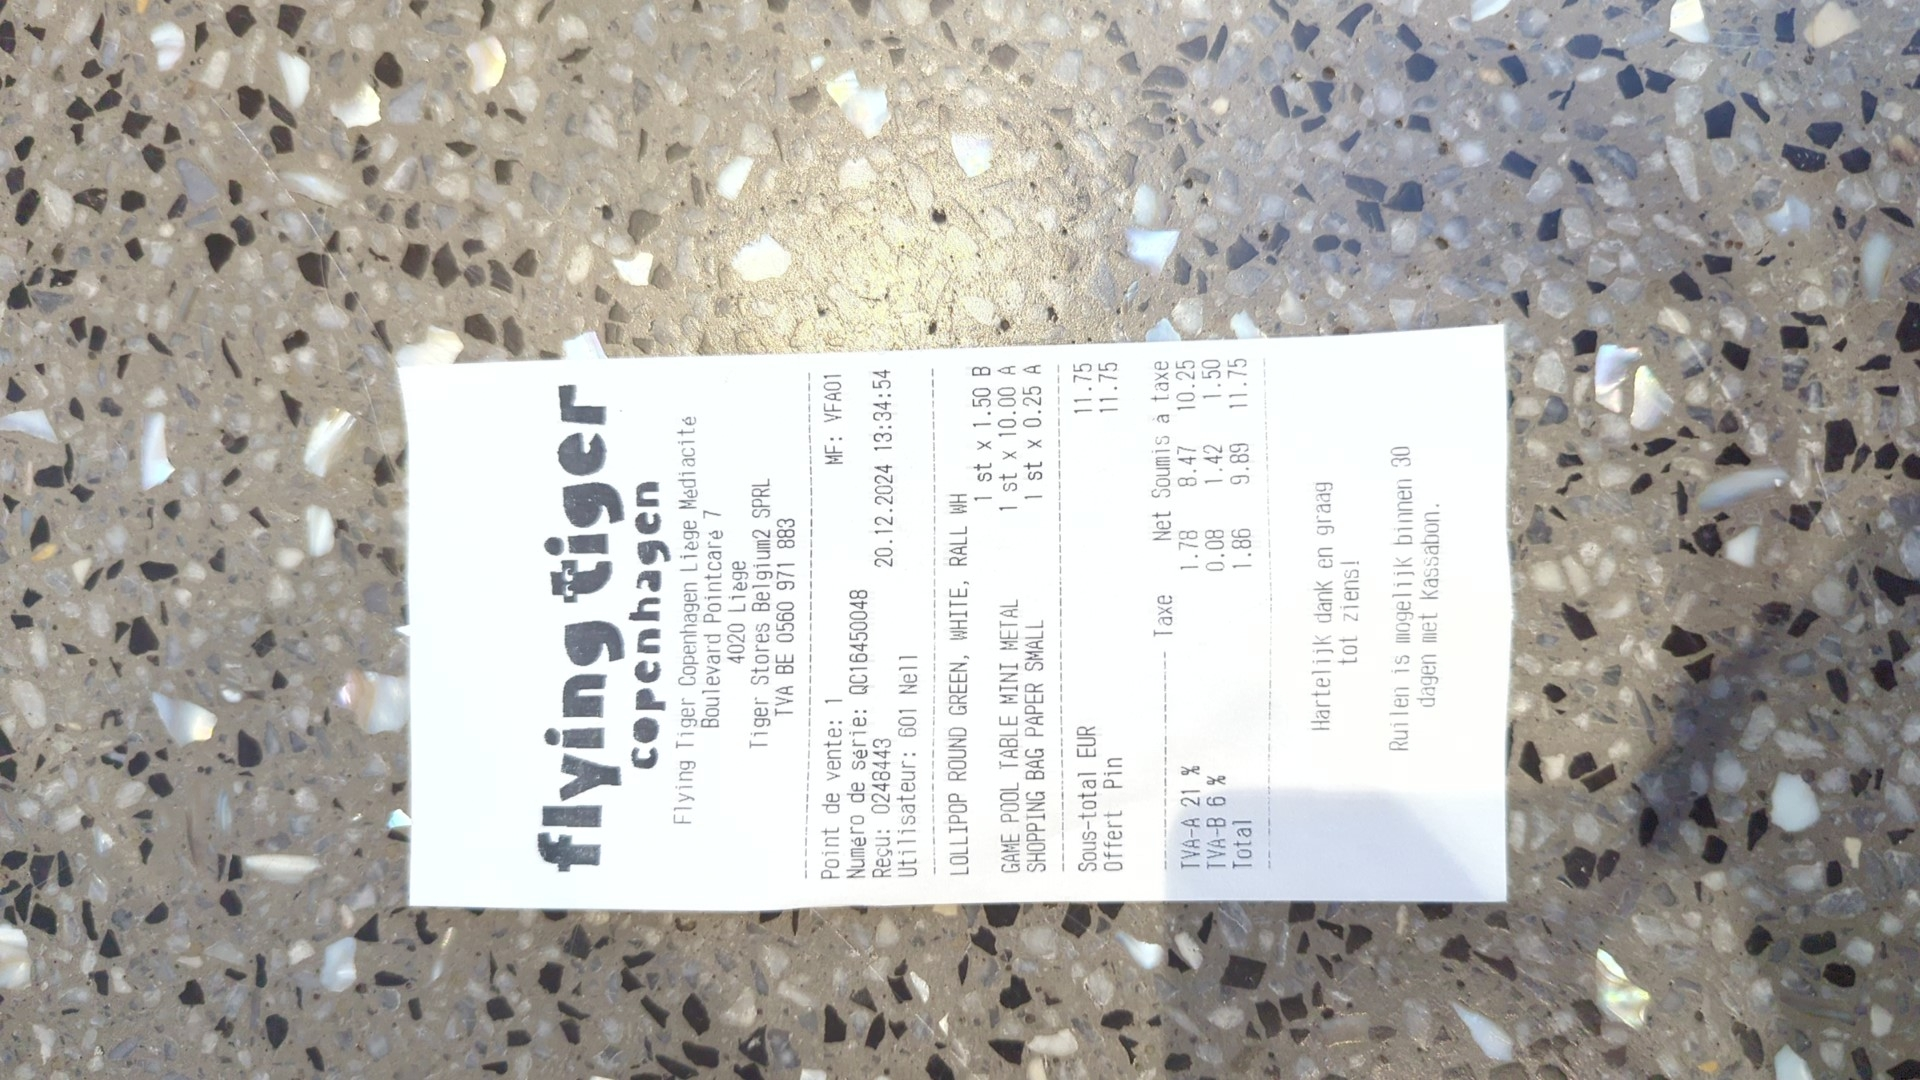 flying tiger
copenhagen
Flying Tiger Copenhagen Liège Médiacité
Boulevard Pointcaré 7
4020 Liège
Tiger Stores Belgium2 SPRL
TVA BE 0560 971 883
Point de vente: 1 MF: VFA01
Numéro de série: QC16450048
Reçu: 0248443 20.12.2024 13:34:54
Utilisateur: 601 Nell
LOLLIPOP ROUND GREEN, WHITE, RALL WH
1 st x 1.50 B
GAME POOL TABLE MINI METAL 1 st x 10.00 A
SHOPPING BAG PAPER SMALL 1 st x 0.25 A
Sous-total EUR 11.75
Offert Pin 11.75
Taxe Net Soumis à taxe
TVA-A 21 % 1.78 8.47 10.25
TVA-B 6 % 0.08 1.42 1.50
Total 1.86 9.89 11.75
Hartelijk dank en graag
tot ziens!
Ruilen is mogelijk binnen 30
dagen met Kassabon.